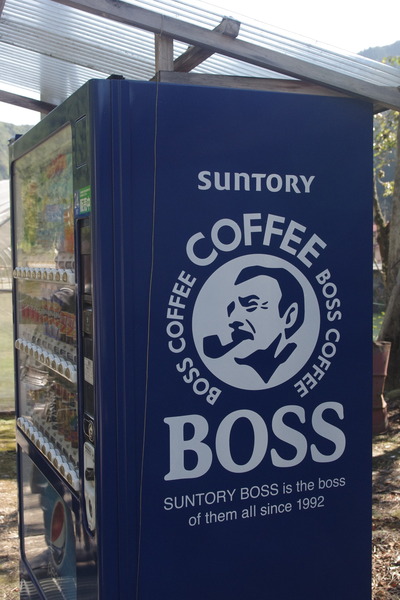 SUNTORY
COFFEE
BOSS COFFEE
BOSS COFFEE
BOSS
SUNTORY BOSS is the boss
of them all since 1992